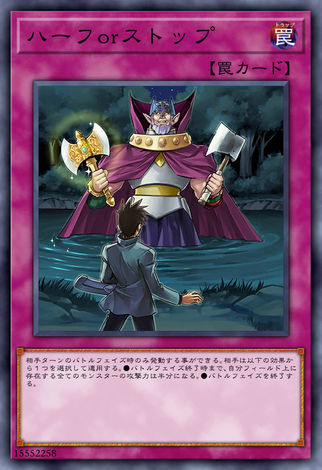 ハーフorストップ
トラップ
罠
【罠カード】
相手ターンのバトルフェイズ時のみ発動する事ができる。相手は以下の効果か
ら１つを選択して適用する。●バトルフェイズ終了時まで、自分フィールド上に
存在する全てのモンスターの攻撃力は半分になる。●バトルフェイズを終了す
る。
15552258